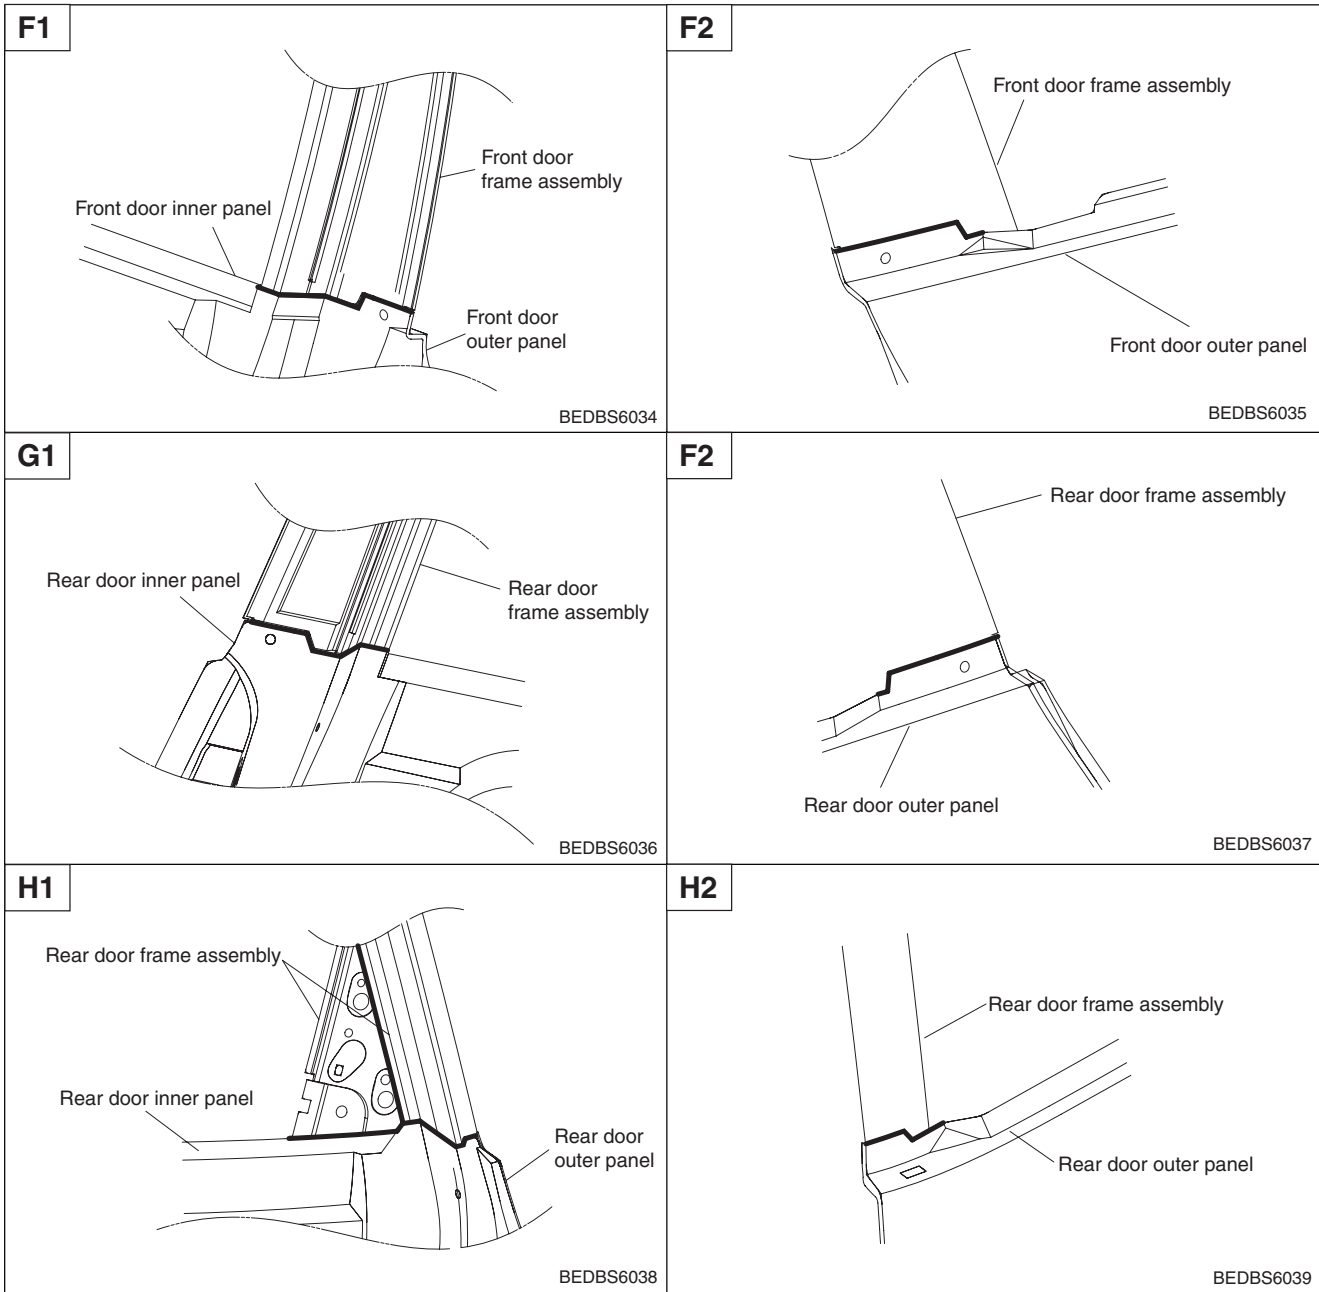 F1
Front door
frame assembly
Front door inner panel
Front door
outer panel
BEDBS6034
F2
Front door frame assembly
Front door outer panel
BEDBS6035
G1
Rear door inner panel
Rear door
frame assembly
BEDBS6036
F2
Rear door frame assembly
Rear door outer panel
BEDBS6037
H1
Rear door frame assembly
Rear door inner panel
Rear door
outer panel
BEDBS6038
H2
Rear door frame assembly
Rear door outer panel
BEDBS6039